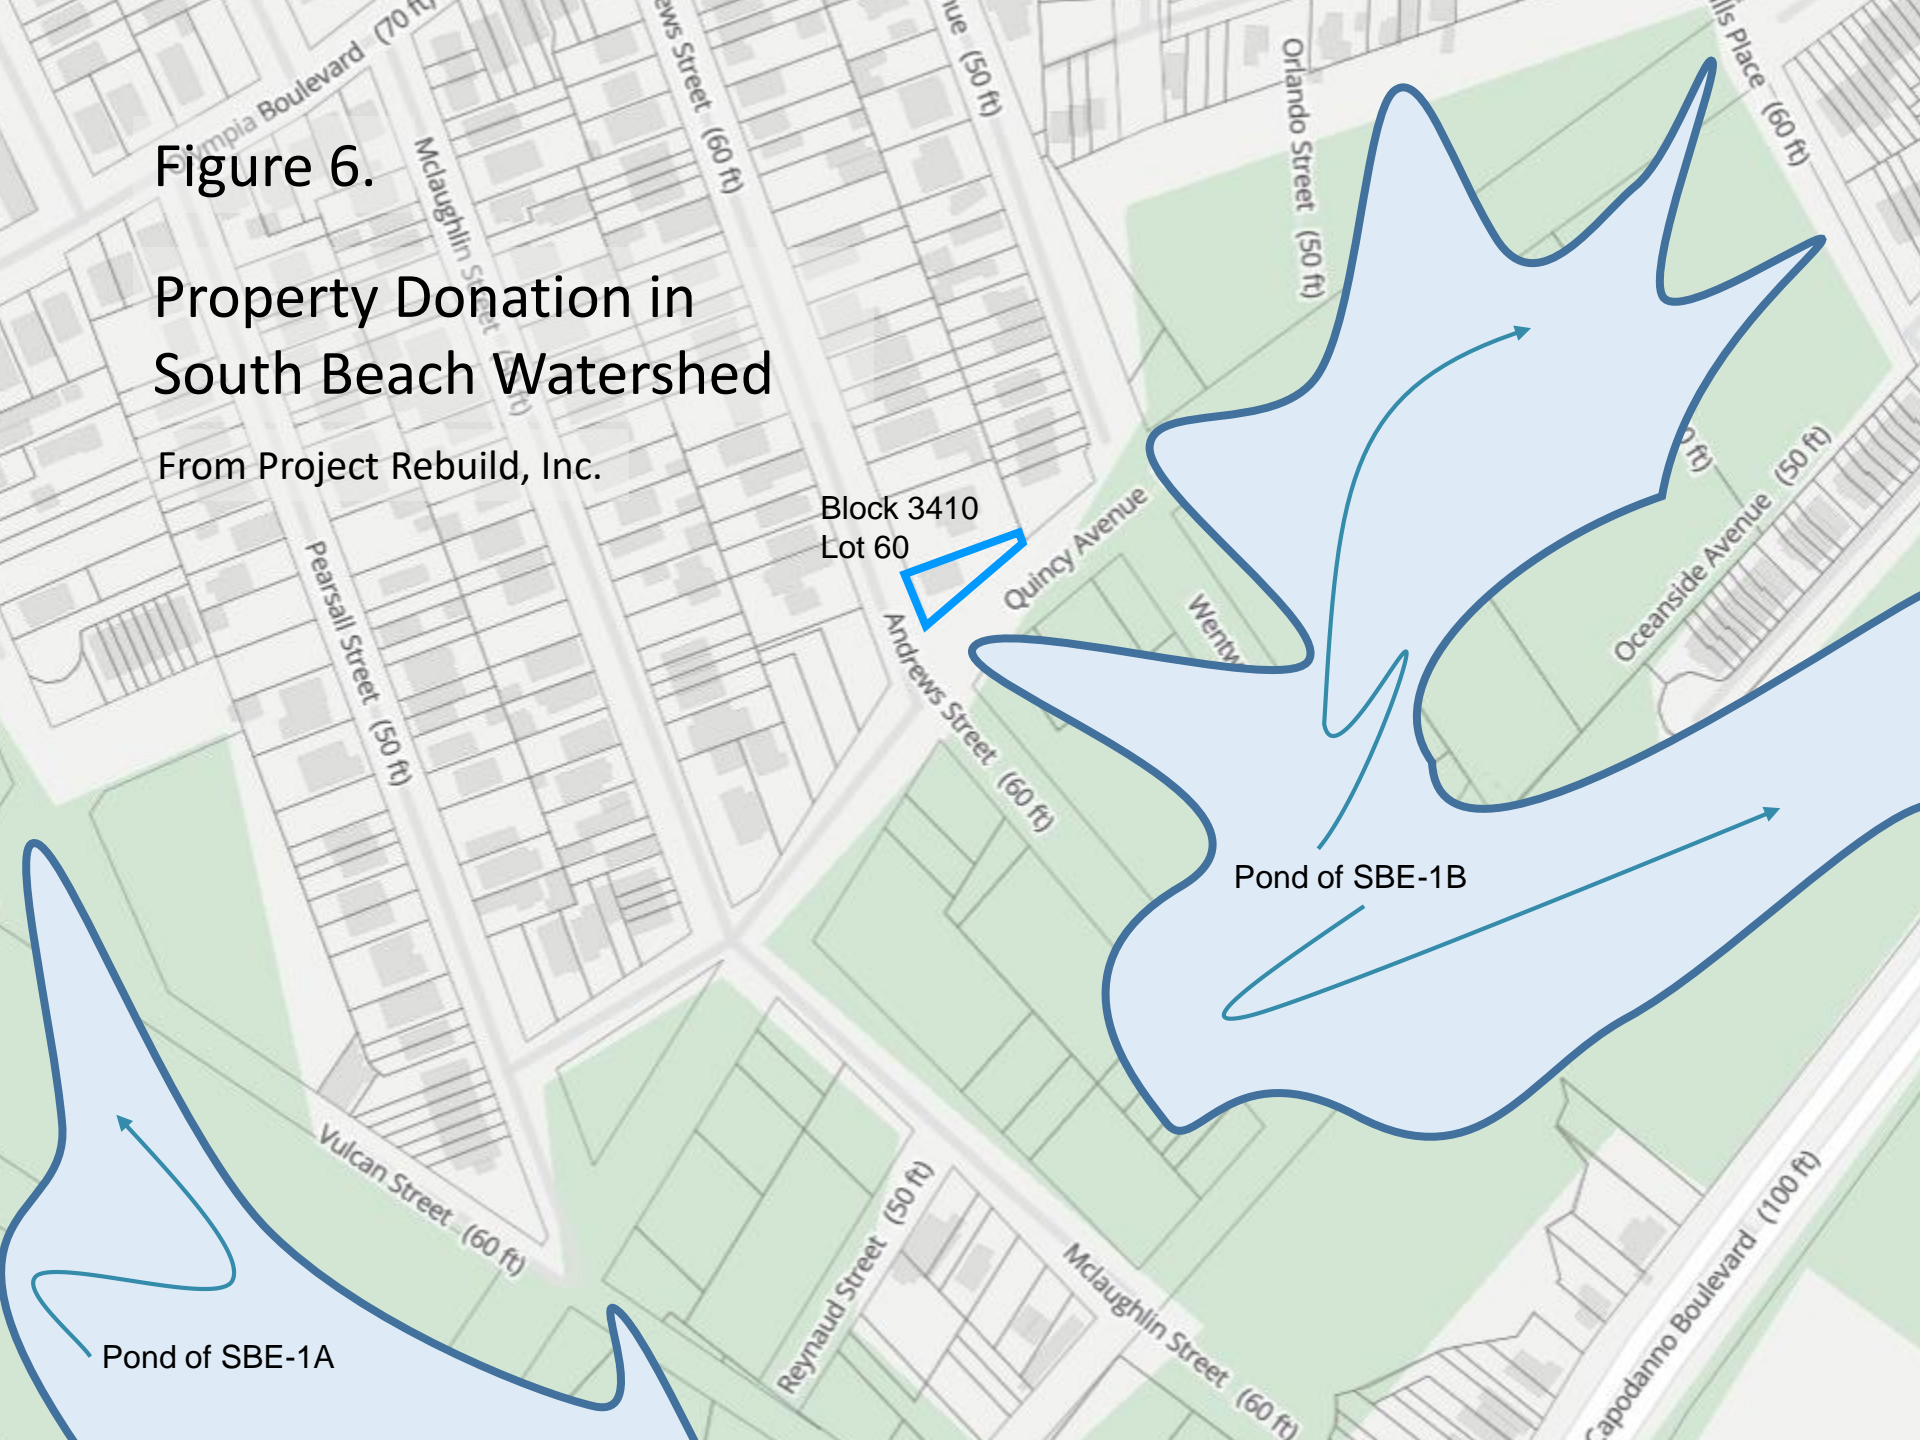 Olympia Boulevard (70 ft)
Figure 6.
Property Donation in
South Beach Watershed
From Project Rebuild, Inc.
Mclaughlin Street
Street (60 ft)
(50 ft)
Orlando Street (50 ft)
Place (60 ft)
Block 3410
Lot 60
Quincy Avenue
Oceanside Avenue (50 ft)
Pearsall Street (50 ft)
Andrews Street (60 ft)
Pond of SBE-1B
Vulcan Street (60 ft)
Reynaud Street (50 ft)
Mclaughlin Street (60 ft)
Capodanno Boulevard (100 ft)
Pond of SBE-1A